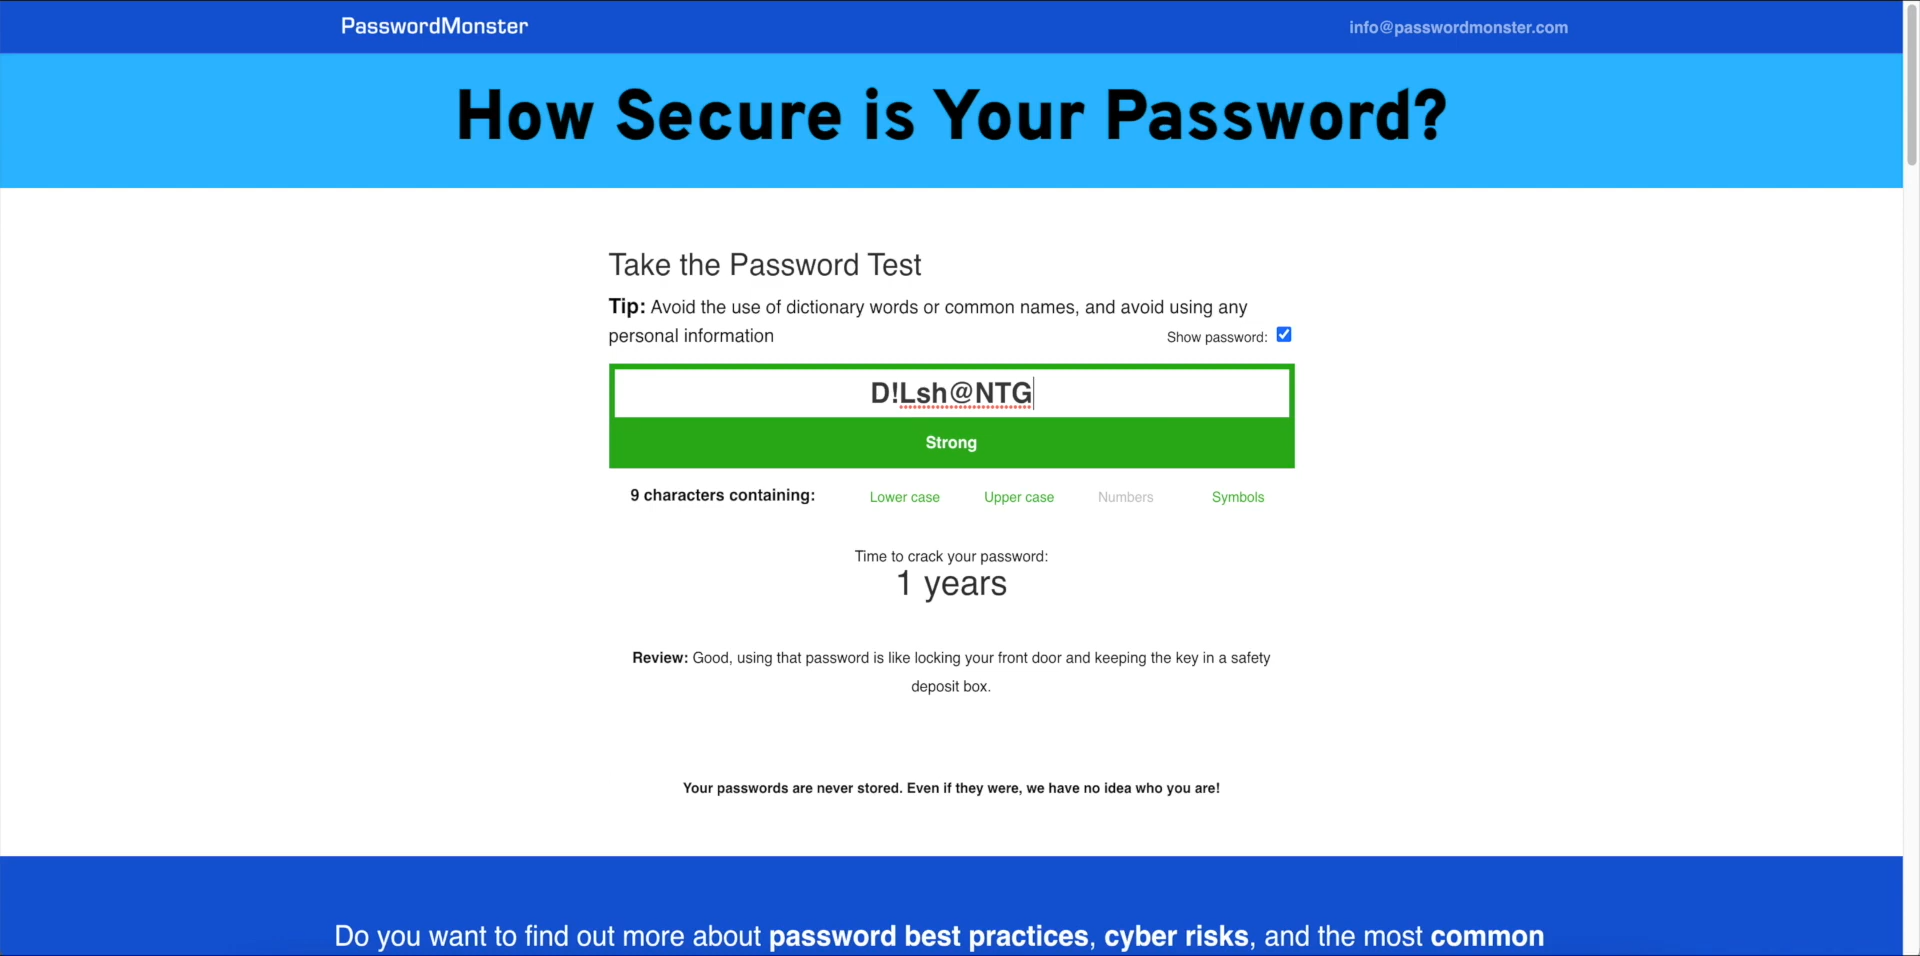 PasswordMonster
info@passwordmonster.com
How Secure is Your Password?
Take the Password Test
Tip: Avoid the use of dictionary words or common names, and avoid using any
personal information
Show password:
D!Lsh@NTG
Strong
9 characters containing:
Lower case
Upper case
Numbers
Symbols
Time to crack your password:
1 years
Review: Good, using that password is like locking your front door and keeping the key in a safety
deposit box.
Your passwords are never stored. Even if they were, we have no idea who you are!
Do you want to find out more about password best practices, cyber risks, and the most common